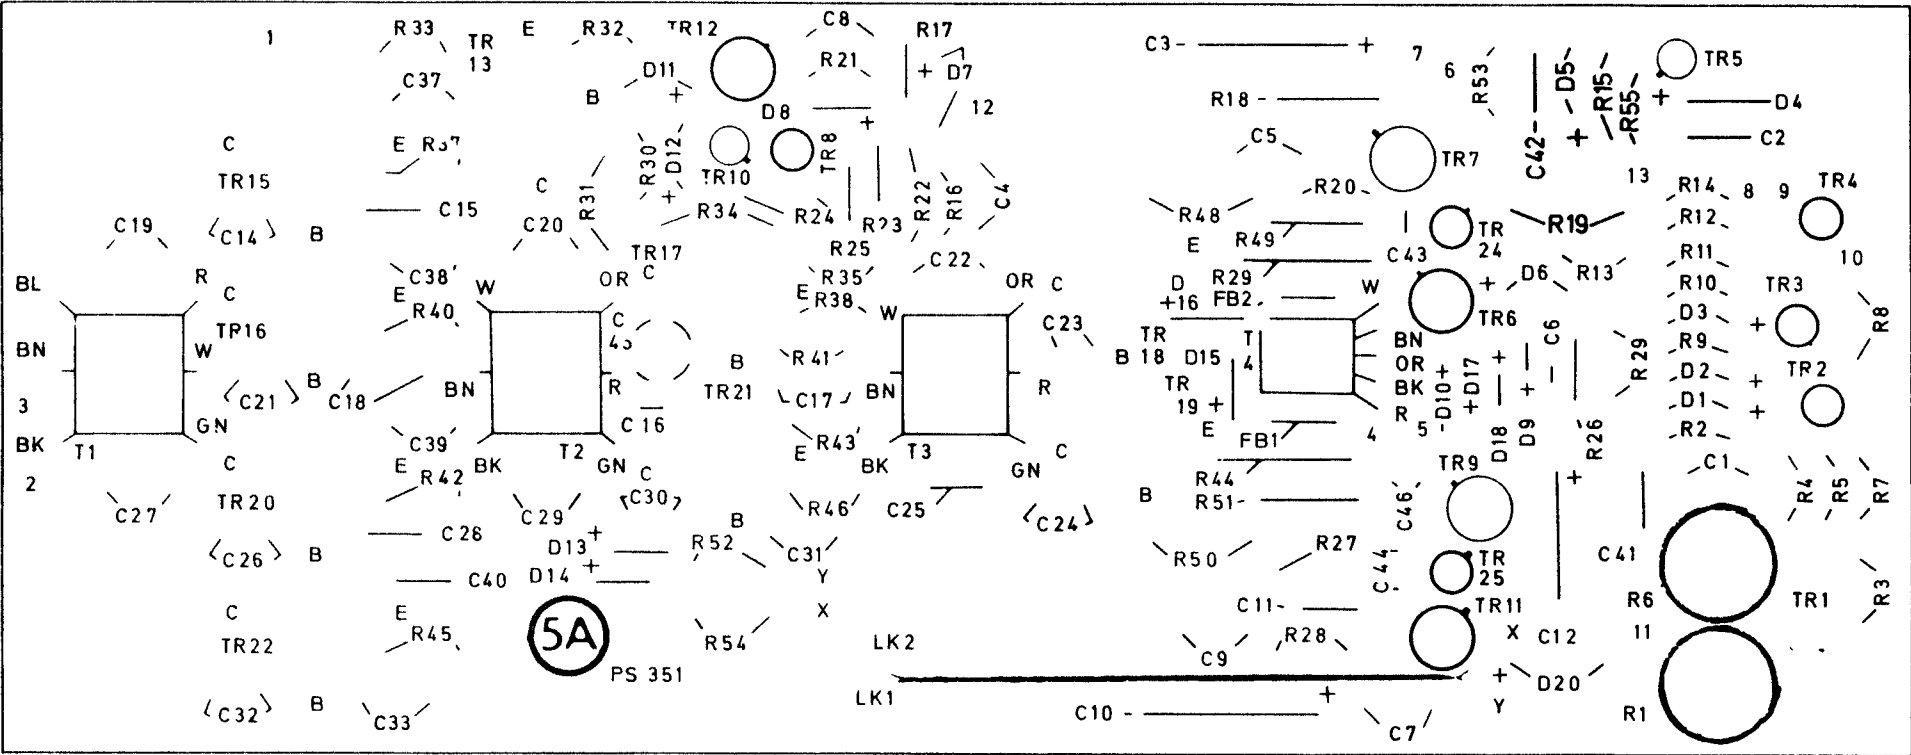 1
R33
TR
13
E
R32
TR12
C8
R17
C3-
+
7
6
R53
D5-
R15-
R55-
TR5
C37
D11
R21
+ D7
+
B
D8
+
12
R18-
C42-
+
+
D4
C2
C
E
R30
D12
TR10
TR8
C5
TR7
TR15
C
R31
+
R22
R16
C4
R20
13
R14
8
9
TR4
C19
C14
B
C15
C20
R34
R24
R23
R48
R49
E
C43
TR
24
R19
R12
BL
R
C
C38
E
R40
W
TR17
OR
C
R25
R35
E
R38
C22
OR
C
D
+16
R29
FB2
W
+
D6
R13
R11
R10
10
TR3
TR16
BN
W
C
W
C23
B
TR
18
D15
T
4
BN
OR
BK
R
TR6
C6
R29
D3
+
R9
R8
3
C21
B
C18
BN
R
B
TR21
R41
C17
BN
R
TR
19 +
-D10+
+D17
+
D9
+
D2
+
D1
+
TR2
BK
T1
GN
C39
E
R42
C16
T2
R43
E
T3
E
FB1
4
5
D18
R26
R2
2
C
BK
GN
C
BK
GN
C
R44
R51-
TR9
+
C1
C27
TR20
C29
C30
B
R46
C25
C24
B
C46
R4
R5
R7
C26
B
C28
D13
+
R52
C31
R50
R27
C44
TR
25
C41
C40
D14
+
Y
X
C
E
R45
TR22
5A
PS 351
R54
LK2
C11-
C9
R28
TR11
X
C12
R6
11
TR1
R3
C32
B
C33
LK1
C10 -
+
C7
+
Y
D20
R1